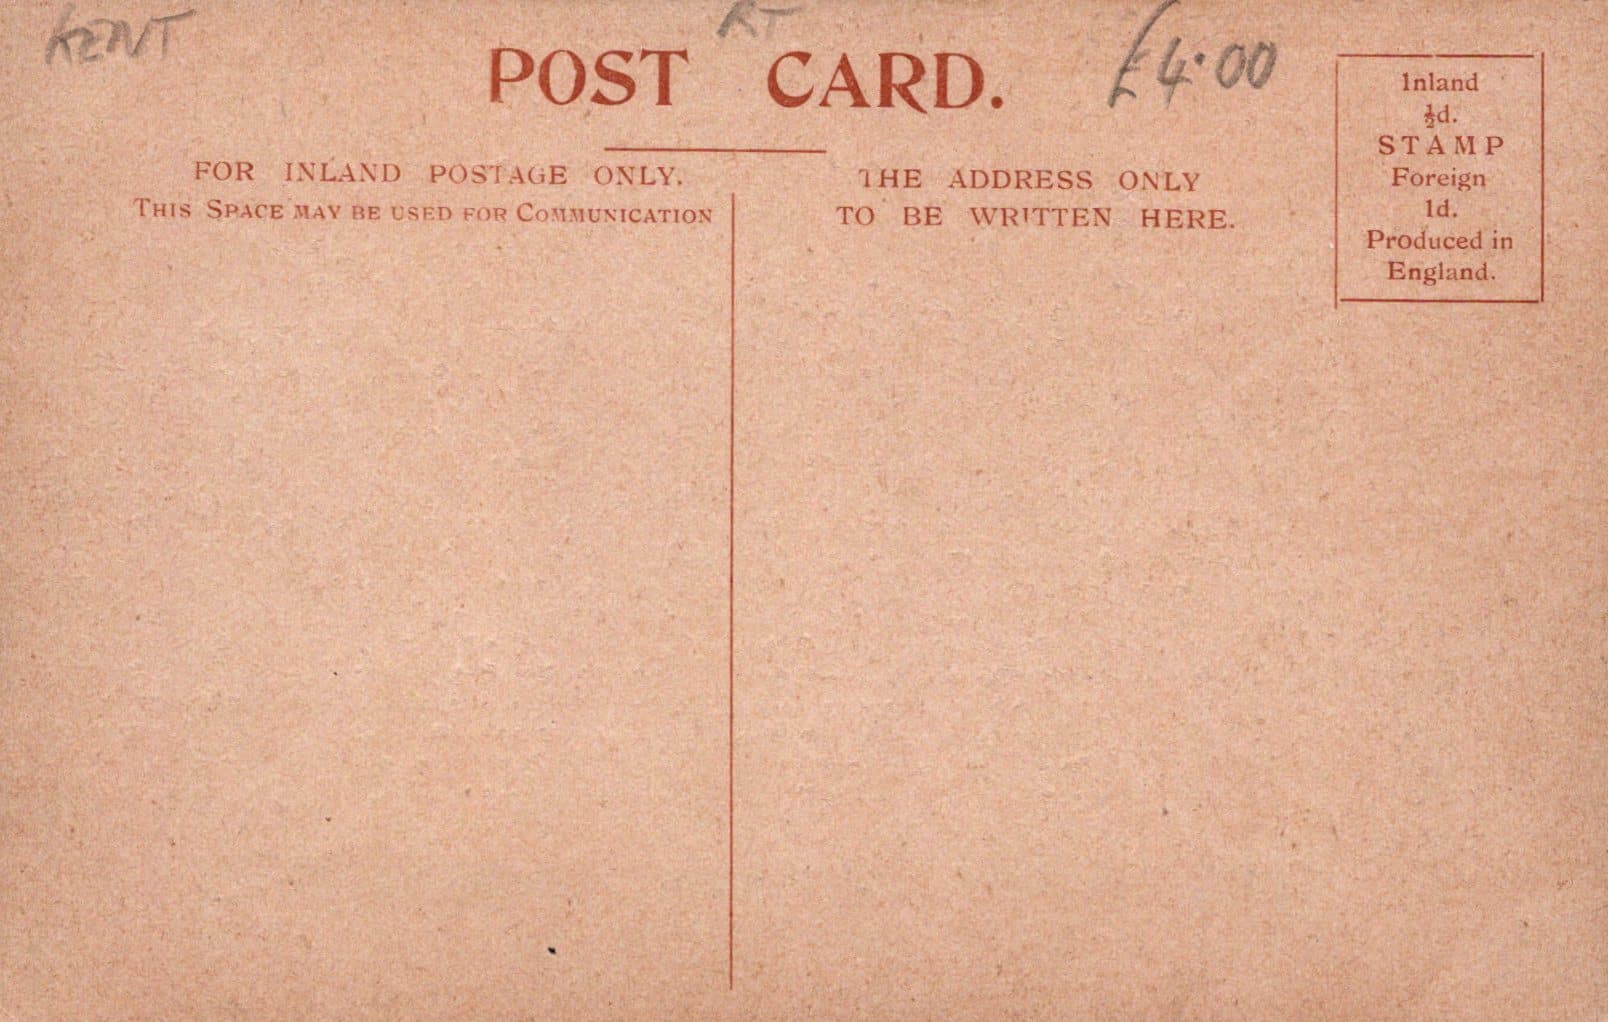 KENT
RT
£4.00
POST CARD.
FOR INLAND POSTAGE ONLY.
THIS SPACE MAY BE USED FOR COMMUNICATION
THE ADDRESS ONLY
TO BE WRITTEN HERE.
Inland
½d.
STAMP
Foreign
1d.
Produced in
England.